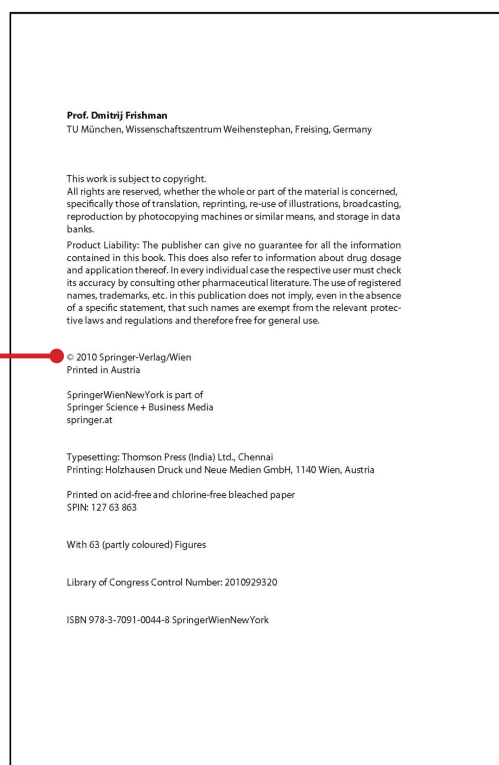 Prof. Dmitrij Frishman
TU München, Wissenschaftszentrum Weihenstephan, Freising, Germany
This work is subject to copyright.
All rights are reserved, whether the whole or part of the material is concerned,
specifically those of translation, reprinting, re-use of illustrations, broadcasting,
reproduction by photocopying machines or similar means, and storage in data
banks.
Product Liability: The publisher can give no guarantee for all the information
contained in this book. This does also refer to information about drug dosage
and application thereof. In every individual case the respective user must check
its accuracy by consulting other pharmaceutical literature. The use of registered
names, trademarks, etc. in this publication does not imply, even in the absence
of a specific statement, that such names are exempt from the relevant protec-
tive laws and regulations and therefore free for general use.
© 2010 Springer-Verlag/Wien
Printed in Austria
SpringerWienNewYork is part of
Springer Science + Business Media
springer.at
Typesetting: Thomson Press (India) Ltd., Chennai
Printing: Holzhausen Druck und Neue Medien GmbH, 1140 Wien, Austria
Printed on acid-free and chlorine-free bleached paper
SPIN: 127 63 863
With 63 (partly coloured) Figures
Library of Congress Control Number: 2010929320
ISBN 978-3-7091-0044-8 SpringerWienNewYork